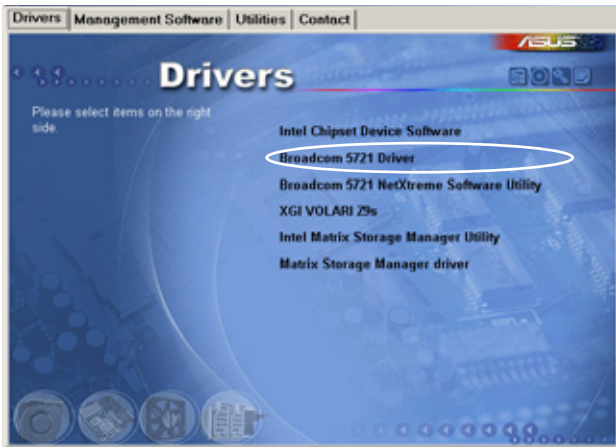 Drivers Management Software Utilities Contact
ASUS
Drivers
Please select items on the right
side.
Intel Chipset Device Software
Broadcom 5721 Driver
Broadcom 5721 NetXtreme Software Utility
XGI VOLARI Z9s
Intel Matrix Storage Manager Utility
Matrix Storage Manager driver